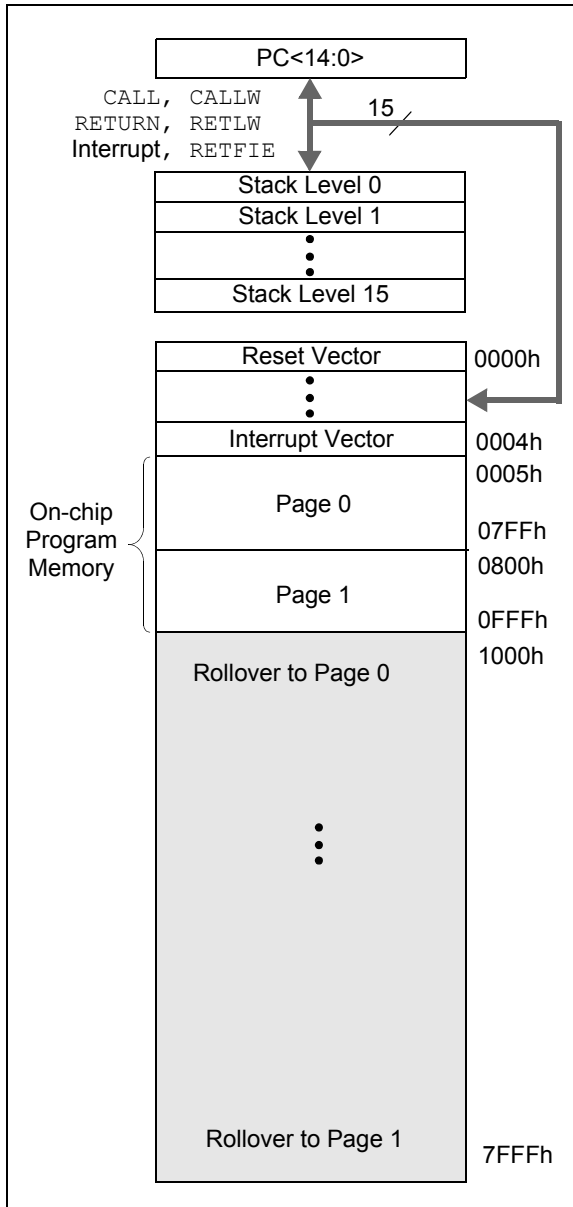 PC<14:0>
CALL, CALLW
RETURN, RETLW
Interrupt, RETFIE
15
Stack Level 0
Stack Level 1
Stack Level 15
Reset Vector
0000h
Interrupt Vector
0004h
On-chip
Program
Memory
0005h
Page 0
07FFh
0800h
Page 1
0FFFh
1000h
Rollover to Page 0
Rollover to Page 1
7FFFh